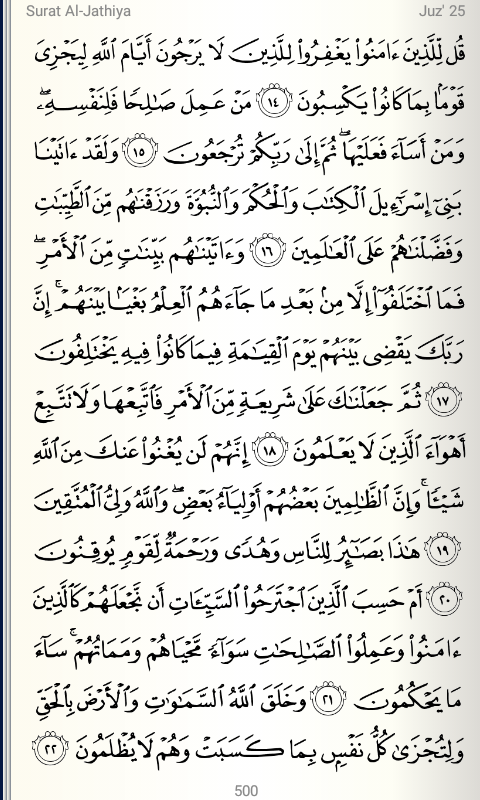 Surat Al-Jathiya Juz' 25
قُل لِّلَّذِينَ ءَامَنُوا۟ يَغْفِرُوا۟ لِلَّذِينَ لَا يَرْجُونَ أَيَّامَ ٱللَّهِ لِيَجْزِىَ
قَوْمًۢا بِمَا كَانُوا۟ يَكْسِبُونَ ١٤ مَنْ عَمِلَ صَـٰلِحًا فَلِنَفْسِهِۦ ۖ
وَمَنْ أَسَآءَ فَعَلَيْهَا ۖ ثُمَّ إِلَىٰ رَبِّكُمْ تُرْجَعُونَ ١٥ وَلَقَدْ ءَاتَيْنَا
بَنِىٓ إِسْرَٰٓءِيلَ ٱلْكِتَـٰبَ وَٱلْحُكْمَ وَٱلنُّبُوَّةَ وَرَزَقْنَـٰهُم مِّنَ ٱلطَّيِّبَـٰتِ
وَفَضَّلْنَـٰهُمْ عَلَى ٱلْعَـٰلَمِينَ ١٦ وَءَاتَيْنَـٰهُم بَيِّنَـٰتٍ مِّنَ ٱلْأَمْرِ ۖ
فَمَا ٱخْتَلَفُوٓا۟ إِلَّا مِنۢ بَعْدِ مَا جَآءَهُمُ ٱلْعِلْمُ بَغْيًۢا بَيْنَهُمْ ۚ إِنَّ
رَبَّكَ يَقْضِى بَيْنَهُمْ يَوْمَ ٱلْقِيَـٰمَةِ فِيمَا كَانُوا۟ فِيهِ يَخْتَلِفُونَ
١٧ ثُمَّ جَعَلْنَـٰكَ عَلَىٰ شَرِيعَةٍ مِّنَ ٱلْأَمْرِ فَٱتَّبِعْهَا وَلَا تَتَّبِعْ
أَهْوَآءَ ٱلَّذِينَ لَا يَعْلَمُونَ ١٨ إِنَّهُمْ لَن يُغْنُوا۟ عَنكَ مِنَ ٱللَّهِ
شَيْـًٔا ۚ وَإِنَّ ٱلظَّـٰلِمِينَ بَعْضُهُمْ أَوْلِيَآءُ بَعْضٍ ۖ وَٱللَّهُ وَلِىُّ ٱلْمُتَّقِينَ
١٩ هَـٰذَا بَصَـٰٓئِرُ لِلنَّاسِ وَهُدًى وَرَحْمَةٌ لِّقَوْمٍ يُوقِنُونَ
٢٠ أَمْ حَسِبَ ٱلَّذِينَ ٱجْتَرَحُوا۟ ٱلسَّيِّـَٔاتِ أَن نَّجْعَلَهُمْ كَٱلَّذِينَ
ءَامَنُوا۟ وَعَمِلُوا۟ ٱلصَّـٰلِحَـٰتِ سَوَآءً مَّحْيَاهُمْ وَمَمَاتُهُمْ ۚ سَآءَ
مَا يَحْكُمُونَ ٢١ وَخَلَقَ ٱللَّهُ ٱلسَّمَـٰوَٰتِ وَٱلْأَرْضَ بِٱلْحَقِّ
وَلِتُجْزَىٰ كُلُّ نَفْسٍۭ بِمَا كَسَبَتْ وَهُمْ لَا يُظْلَمُونَ ٢٢
500